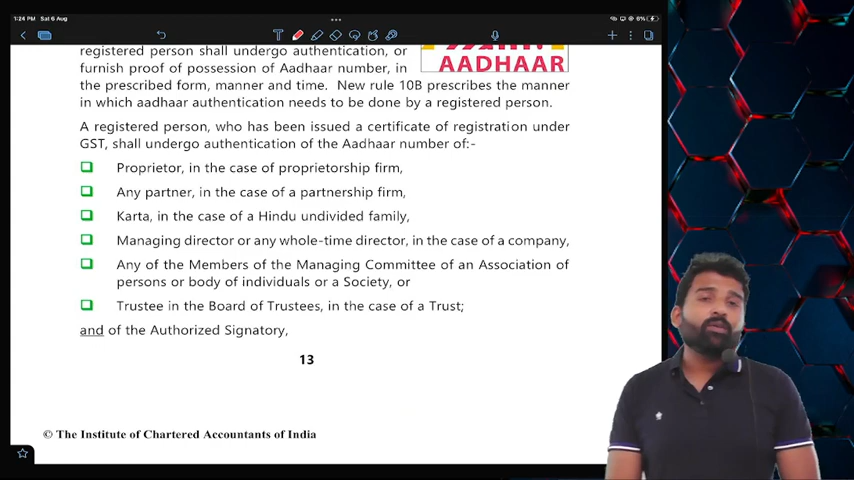 1:24 PM Sat 6 Aug
6%
registered person shall undergo authentication, or
furnish proof of possession of Aadhaar number, in
the prescribed form, manner and time. New rule 10B prescribes the manner
in which aadhaar authentication needs to be done by a registered person.
AADHAAR
A registered person, who has been issued a certificate of registration under
GST, shall undergo authentication of the Aadhaar number of:-
Proprietor, in the case of proprietorship firm,
Any partner, in the case of a partnership firm,
Karta, in the case of a Hindu undivided family,
Managing director or any whole-time director, in the case of a company,
Any of the Members of the Managing Committee of an Association of
persons or body of individuals or a Society, or
Trustee in the Board of Trustees, in the case of a Trust;
and of the Authorized Signatory,
13
© The Institute of Chartered Accountants of India